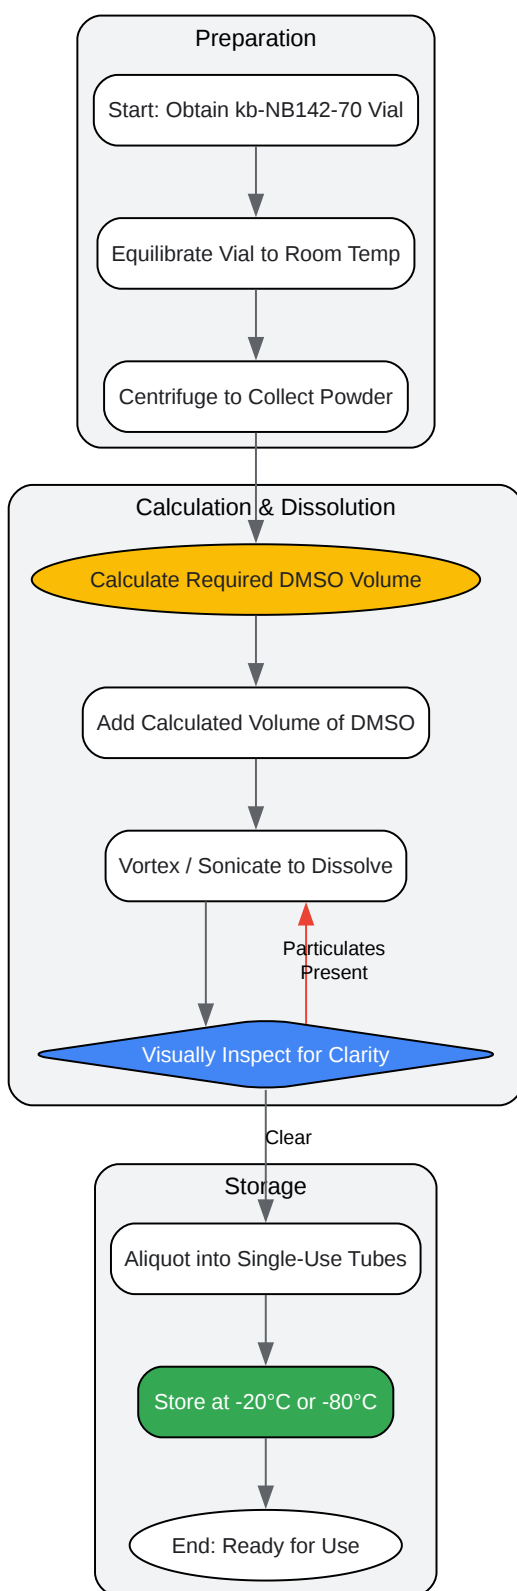 Preparation
Start: Obtain kb-NB142-70 Vial
Equilibrate Vial to Room Temp
Centrifuge to Collect Powder
Calculation & Dissolution
Calculate Required DMSO Volume
Add Calculated Volume of DMSO
Vortex / Sonicate to Dissolve
Particulates
Present
Visually Inspect for Clarity
Clear
Storage
Aliquot into Single-Use Tubes
Store at -20°C or -80°C
End: Ready for Use